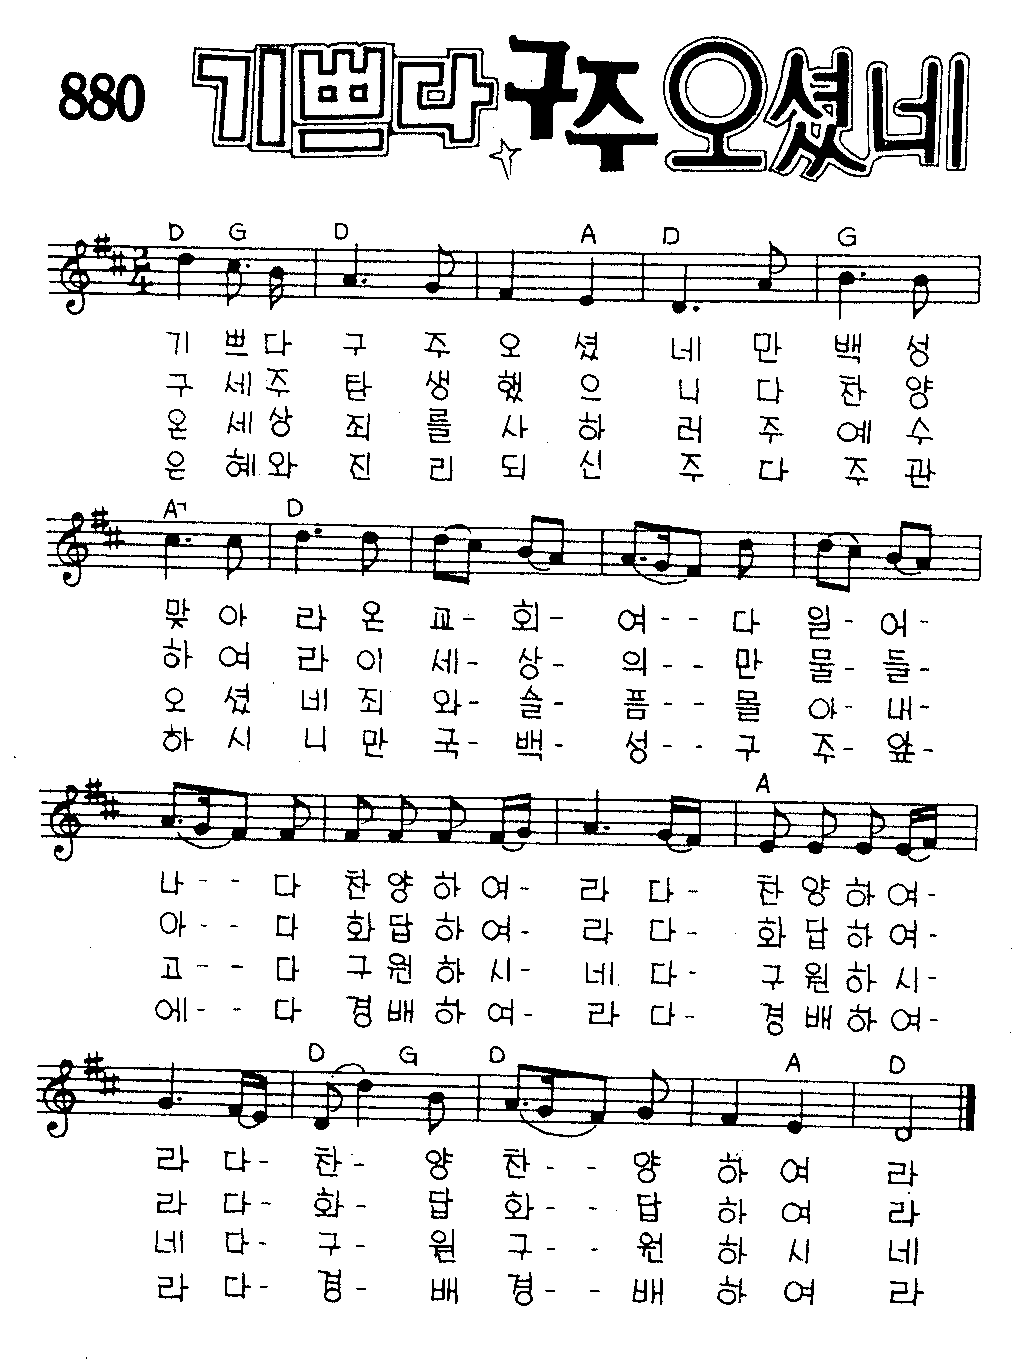 880 기쁘다 구주 오셨네
D G D A D G
2/4
기 쁘 다 구 주 오 셨 네 만 백 성
구 세 주 탄 생 했 으 니 다 찬 양
온 세 상 죄 를 사 하 러 주 예 수
은 혜 와 진 리 되 신 주 다 주 관
A7 D
맞 아 라 온 교 - 회 - 여 - - 다 일 - 어 -
하 여 라 이 세 - 상 - 의 - - 만 물 - 들 -
오 셨 네 죄 와 - 슬 - 픔 - - 몰 아 - 내 -
하 시 니 만 국 - 백 - 성 - - 구 주 - 앞 -
A
나 - - 다 찬 양 하 여 - 라 다 - 찬 양 하 여 -
아 - - 다 화 답 하 여 - 라 다 - 화 답 하 여 -
고 - - 다 구 원 하 시 - 네 다 - 구 원 하 시 -
에 - - 다 경 배 하 여 - 라 다 - 경 배 하 여 -
D G D A D
라 다 - 찬 - 양 찬 - - 양 하 여 라
라 다 - 화 - 답 화 - - 답 하 여 라
네 다 - 구 - 원 구 - - 원 하 시 네
라 다 - 경 - 배 경 - - 배 하 여 라